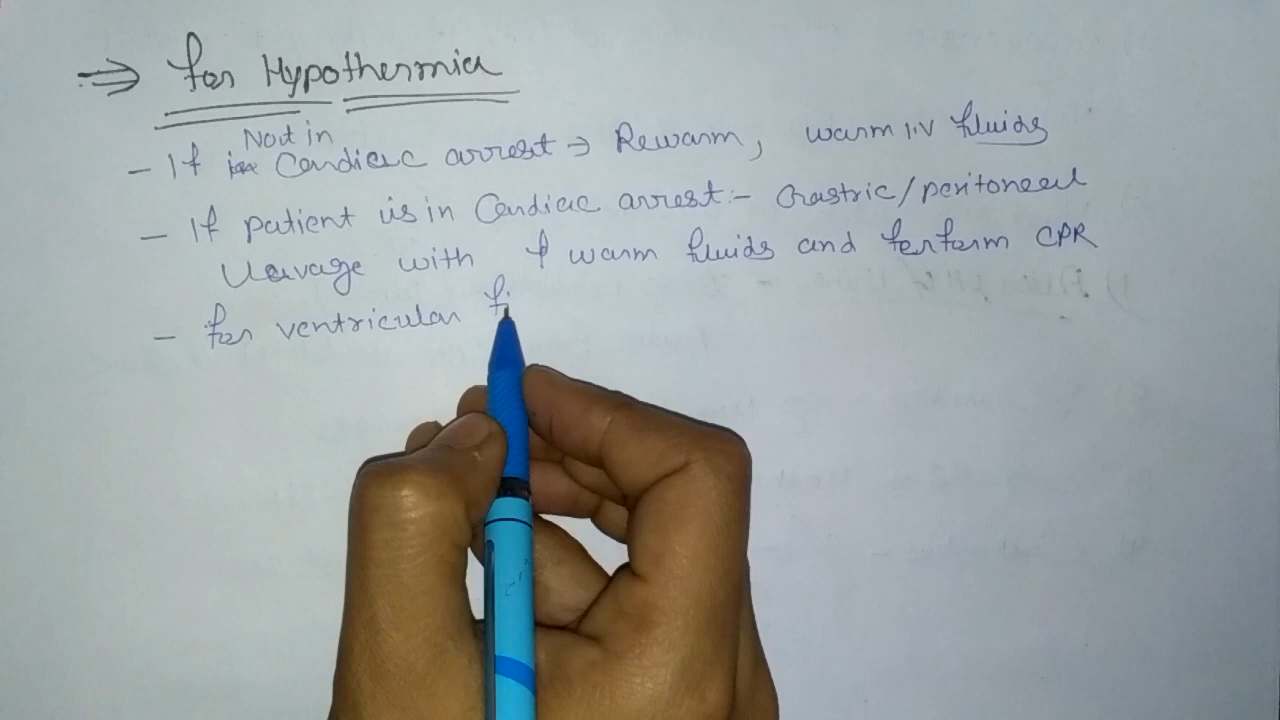 ⇒ for Hypothermia
Not in
- If Cardiac arrest → Rewarm, warm I.V fluids
- If patient is in Cardiac arrest:- Gastric/peritoneal
Lavage with warm fluids and perform CPR
- for ventricular fi